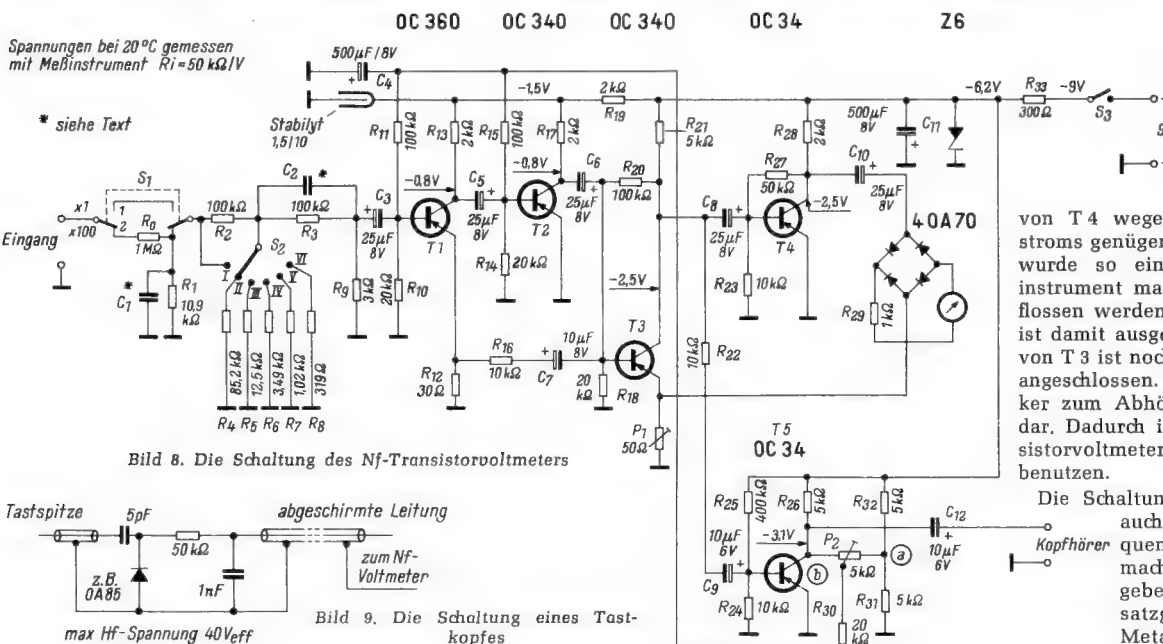 OC 360 OC 340 OC 340 OC 34 Z6
Spannungen bei 20°C gemessen
mit Meßinstrument Ri=50 kΩ/V
* siehe Text
500µF/8V
+
C4
Stabilyt
1,5/10
-1,5V
2kΩ
R19
-6,2V
R33
300Ω
-9V
S3
R11
100kΩ
R13
2kΩ
R15
100kΩ
R17
2kΩ
R21
5kΩ
R28
2kΩ
500µF
8V
+
C11
S1
1
2
x1
x100
R0
1MΩ
Eingang
C1
*
R1
10,9
kΩ
100kΩ
R2
C2
*
100kΩ
R3
S2
I
II
III
IV
V
VI
C3
+
25µF
8V
R9
3kΩ
20kΩ
R10
-0,8V
T1
C5
+
25µF
8V
R14
20kΩ
-0,8V
T2
C6
+
25µF
8V
R20
100kΩ
C8
+
25µF
8V
R27
50kΩ
T4
-2,5V
C10
+
25µF
8V
40A70
R29
1kΩ
R23
10kΩ
-2,5V
T3
R12
30Ω
R16
10kΩ
10µF
8V
+
C7
20
kΩ
R18
P1
50Ω
10kΩ
R22
85,2kΩ
12,5kΩ
3,49kΩ
1,02kΩ
319Ω
R4 R5 R6 R7 R8
Bild 8. Die Schaltung des Nf-Transistorvoltmeters
T5
OC 34
R25
400kΩ
R26
5kΩ
R32
5kΩ
-3,1V
10µF
6V
+
C9
R24
10kΩ
b
P2
5kΩ
a
R30
20
kΩ
R31
5kΩ
C12
+
10µF
6V
Kopfhörer
Tastspitze
5pF
50kΩ
abgeschirmte Leitung
z.B.
OA85
1nF
zum Nf-
Voltmeter
max Hf-Spannung 40Veff
Bild 9. Die Schaltung eines Tast-
kopfes
von T 4 wege
stroms genüger
wurde so ein
instrument ma
flossen werden
ist damit ausge
von T 3 ist noch
angeschlossen.
ker zum Abhö
dar. Dadurch i
sistorvoltmeter
benutzen.
Die Schaltun
auch
quen
mach
gebe
satzg
Meta